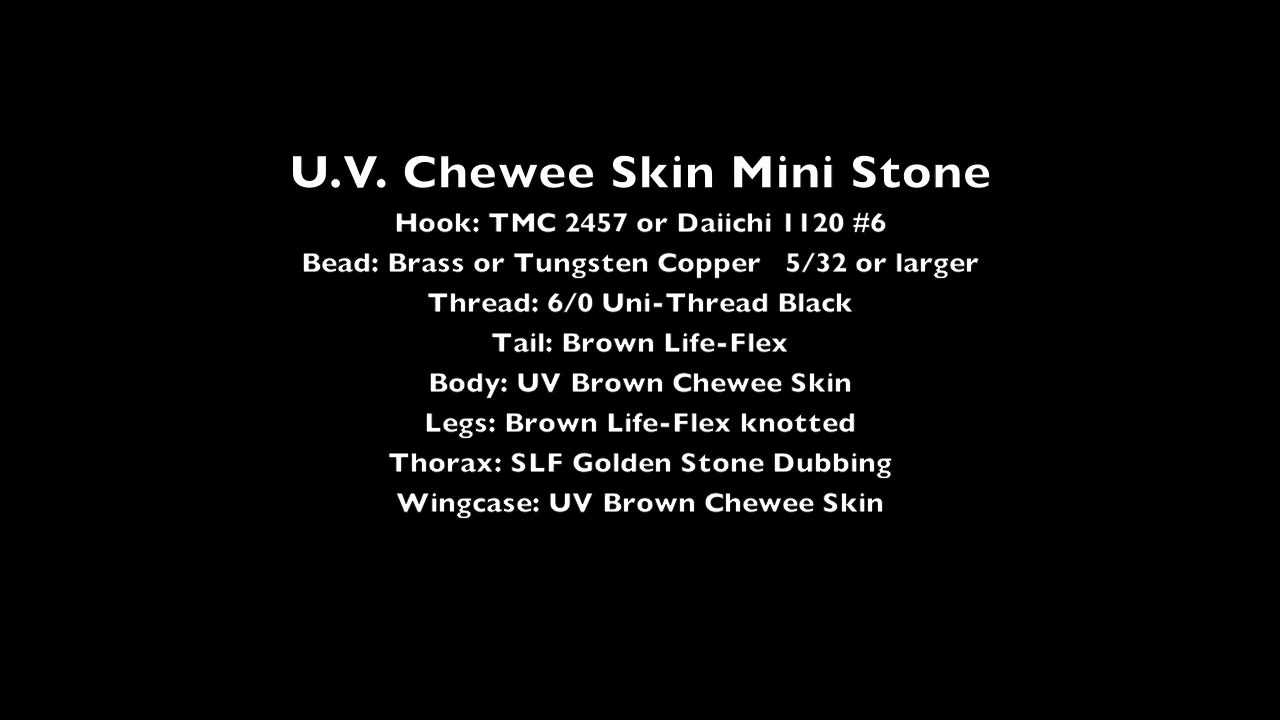 U.V. Chewee Skin Mini Stone
Hook: TMC 2457 or Daiichi 1120 #6
Bead: Brass or Tungsten Copper   5/32 or larger
Thread: 6/0 Uni-Thread Black
Tail: Brown Life-Flex
Body: UV Brown Chewee Skin
Legs: Brown Life-Flex knotted
Thorax: SLF Golden Stone Dubbing
Wingcase: UV Brown Chewee Skin